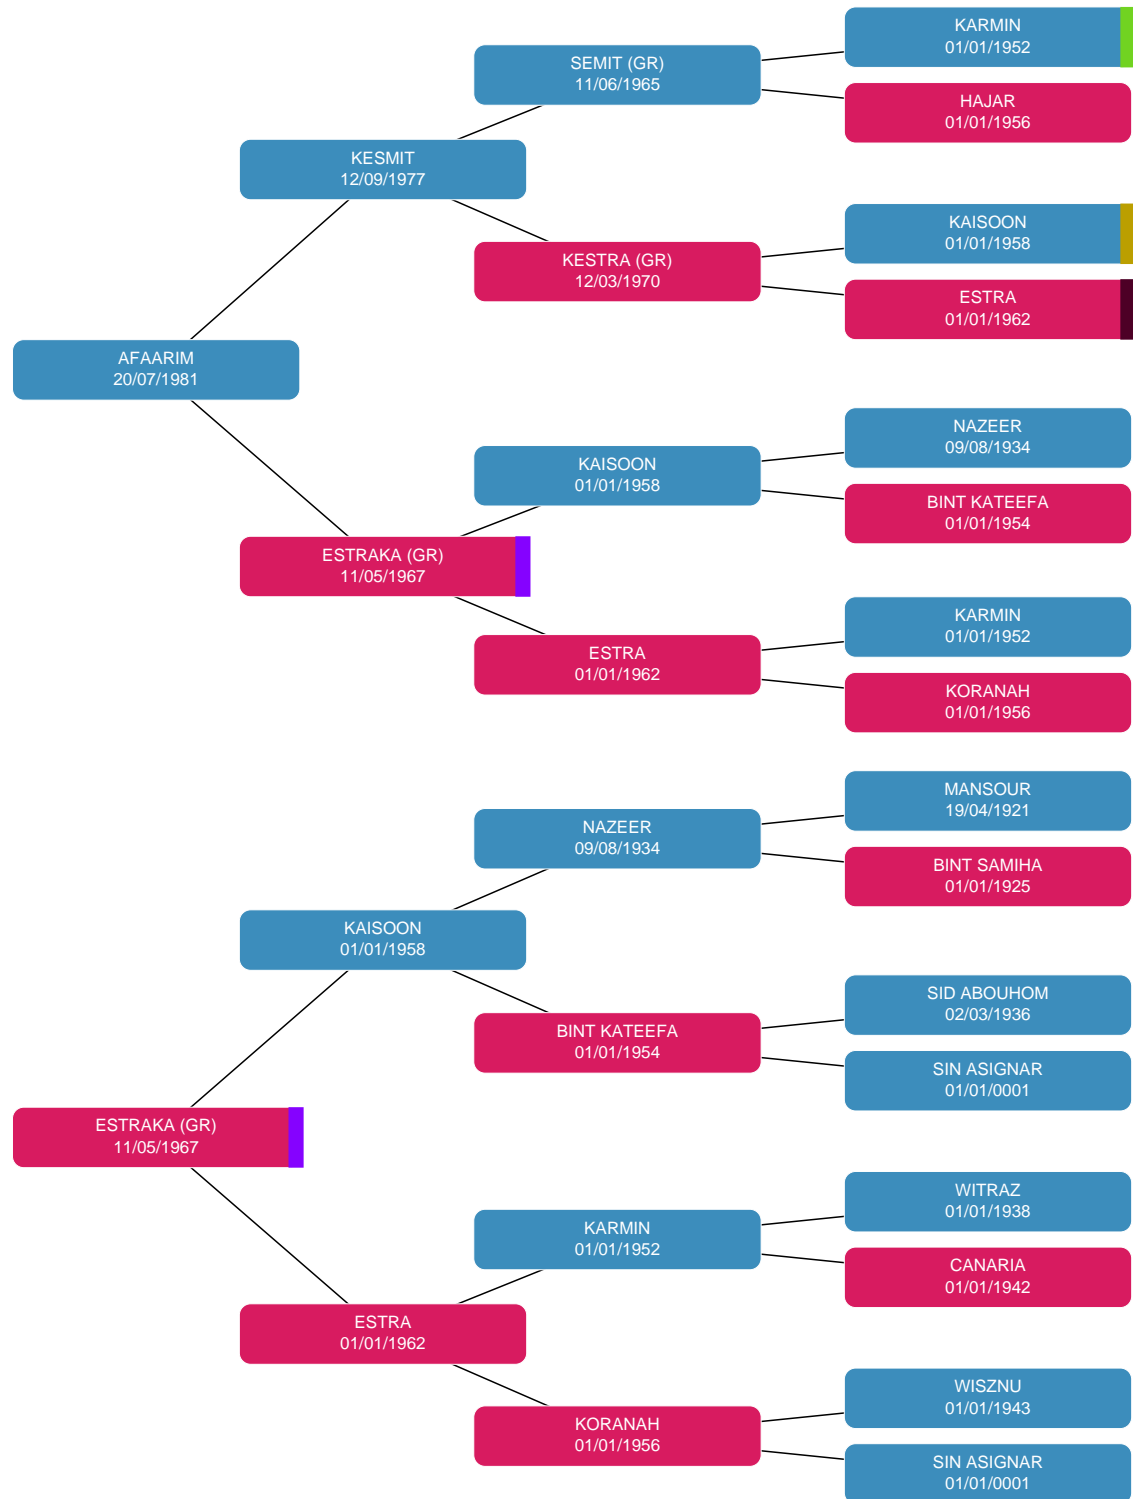 KARMIN
01/01/1952
SEMIT (GR)
11/06/1965
HAJAR
01/01/1956
KESMIT
12/09/1977
KAISOON
01/01/1958
KESTRA (GR)
12/03/1970
ESTRA
01/01/1962
AFAARIM
20/07/1981
NAZEER
09/08/1934
KAISOON
01/01/1958
BINT KATEEFA
01/01/1954
ESTRAKA (GR)
11/05/1967
KARMIN
01/01/1952
ESTRA
01/01/1962
KORANAH
01/01/1956
MANSOUR
19/04/1921
NAZEER
09/08/1934
BINT SAMIHA
01/01/1925
KAISOON
01/01/1958
SID ABOUHOM
02/03/1936
BINT KATEEFA
01/01/1954
SIN ASIGNAR
01/01/0001
ESTRAKA (GR)
11/05/1967
WITRAZ
01/01/1938
KARMIN
01/01/1952
CANARIA
01/01/1942
ESTRA
01/01/1962
WISZNU
01/01/1943
KORANAH
01/01/1956
SIN ASIGNAR
01/01/0001